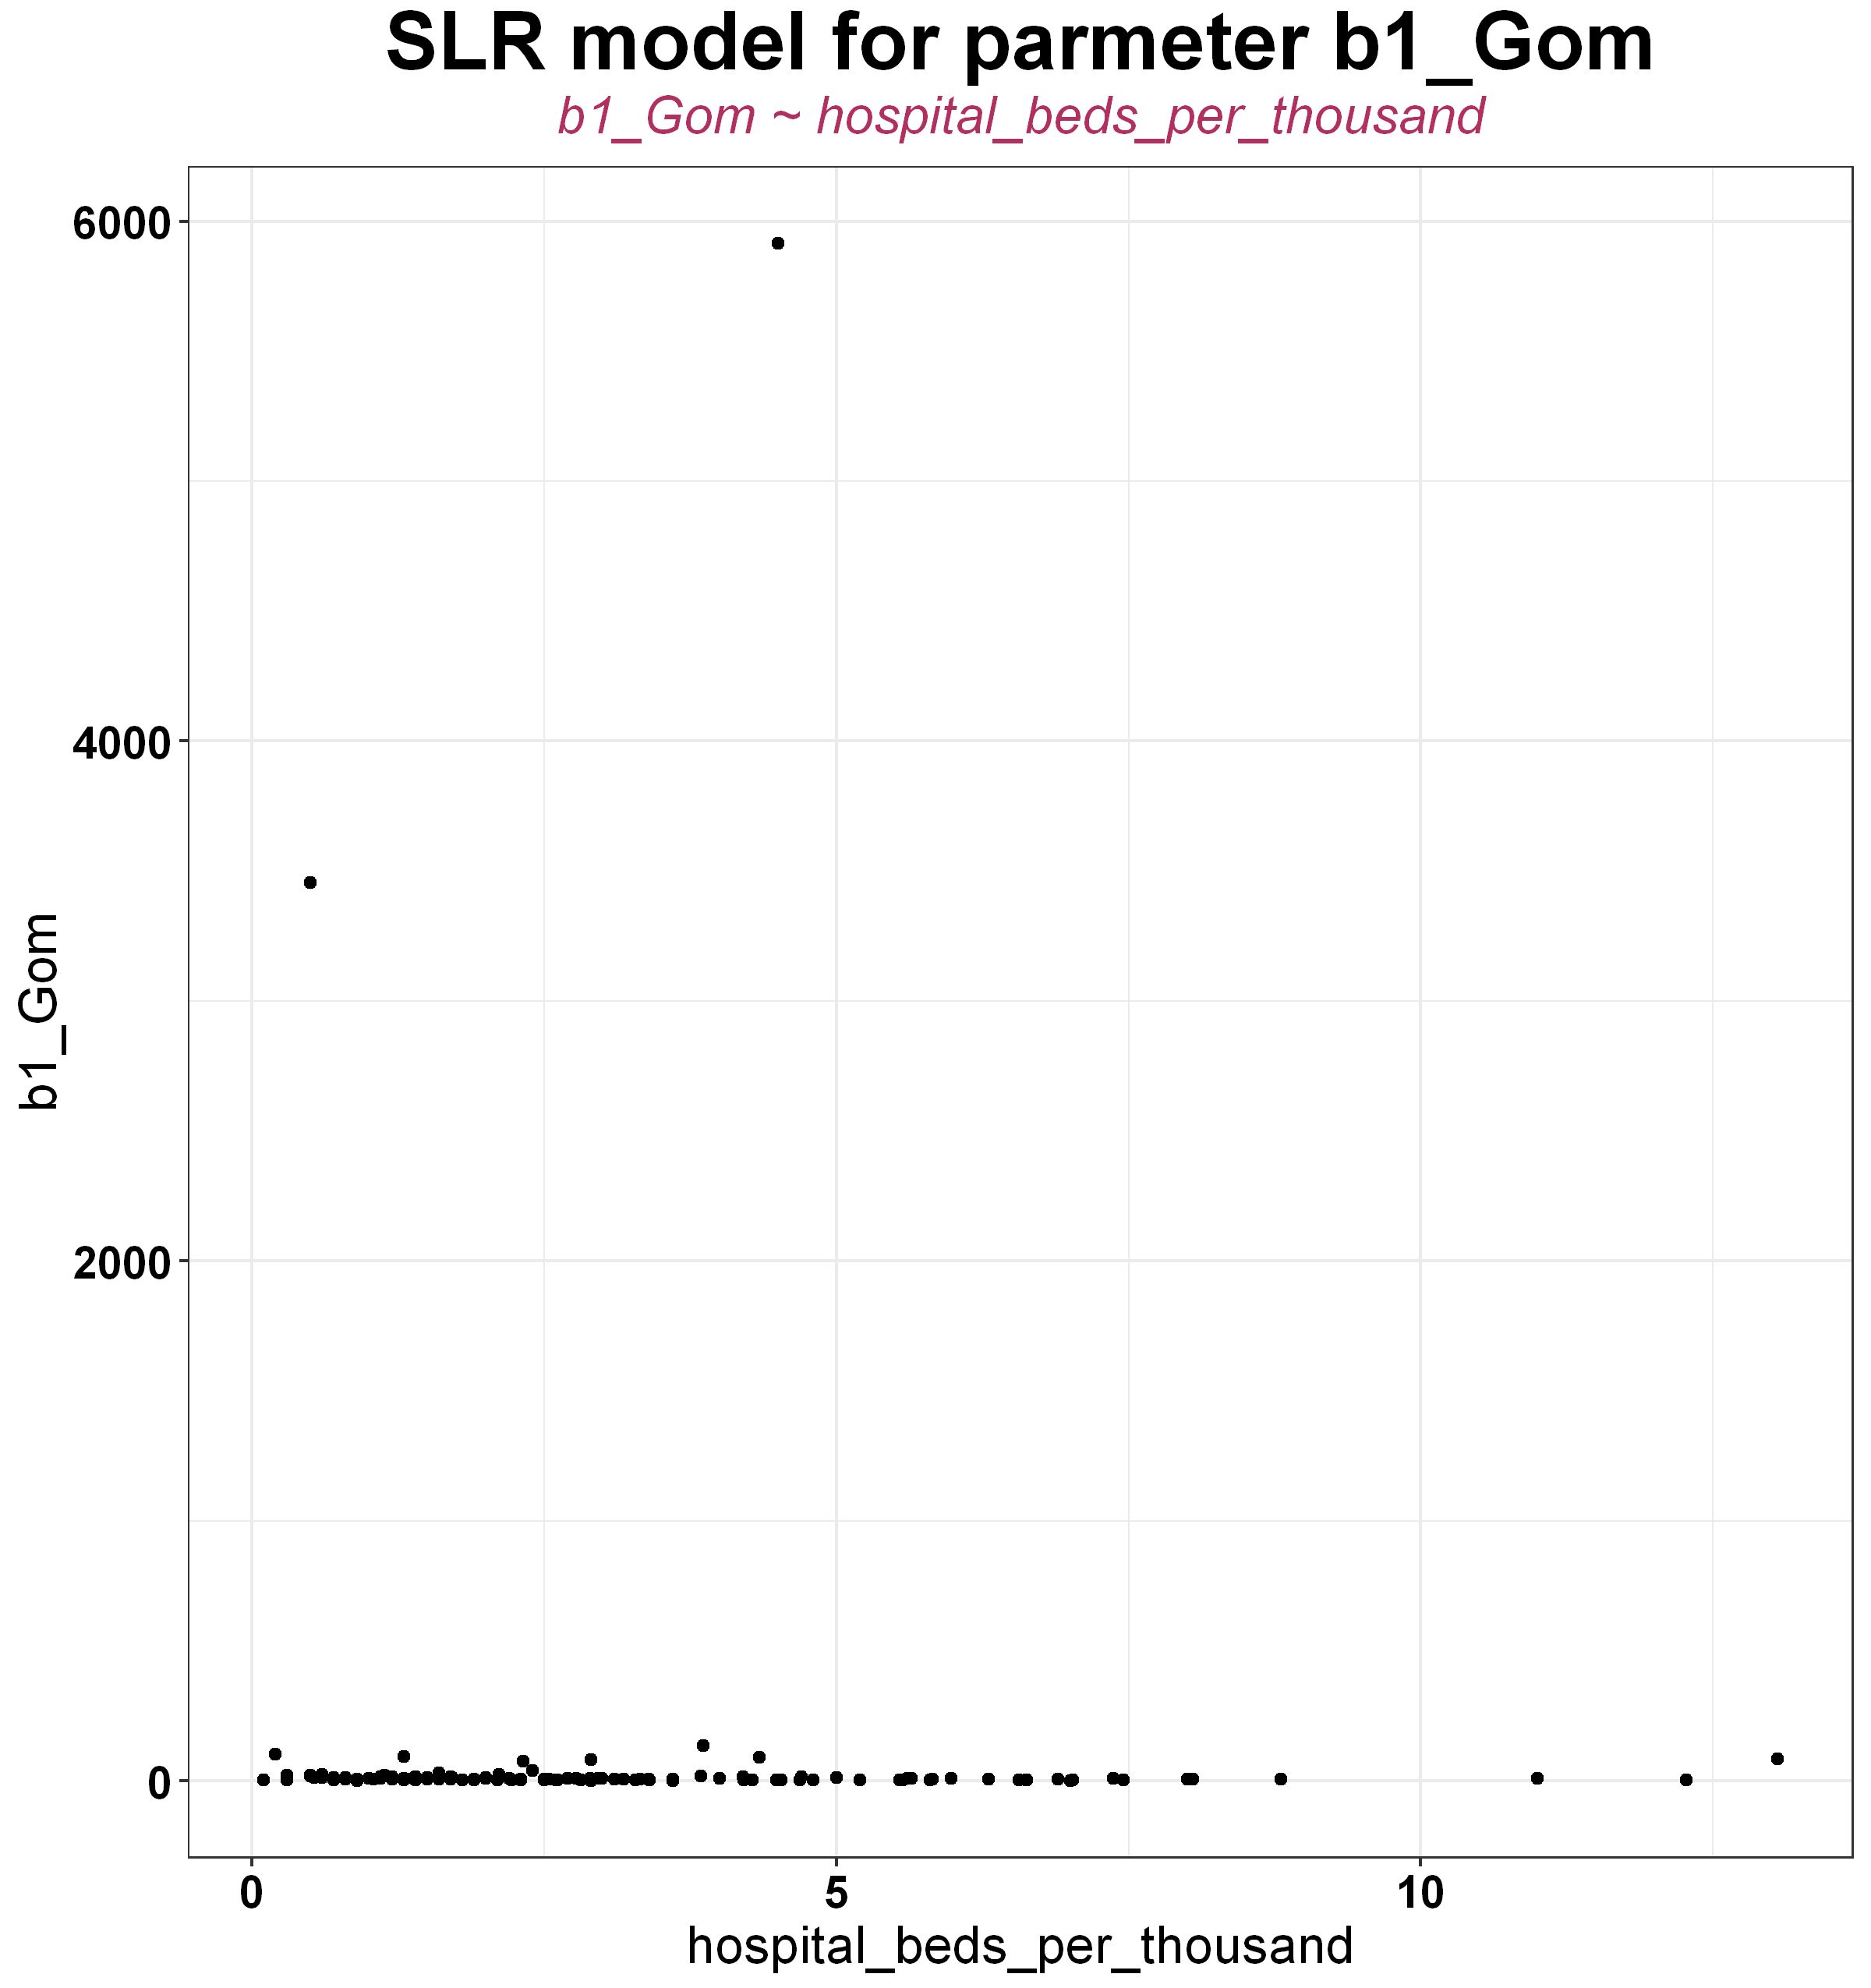 SLR model for parmeter b1_Gom
b1_Gom ~ hospital_beds_per_thousand
6000
4000
2000
0
b1_Gom
0 5 10
hospital_beds_per_thousand